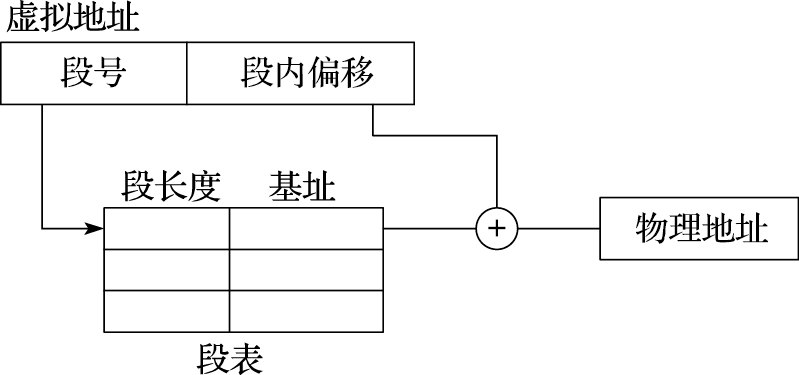 虚拟地址
段号 段内偏移
段长度 基址
+
物理地址
段表